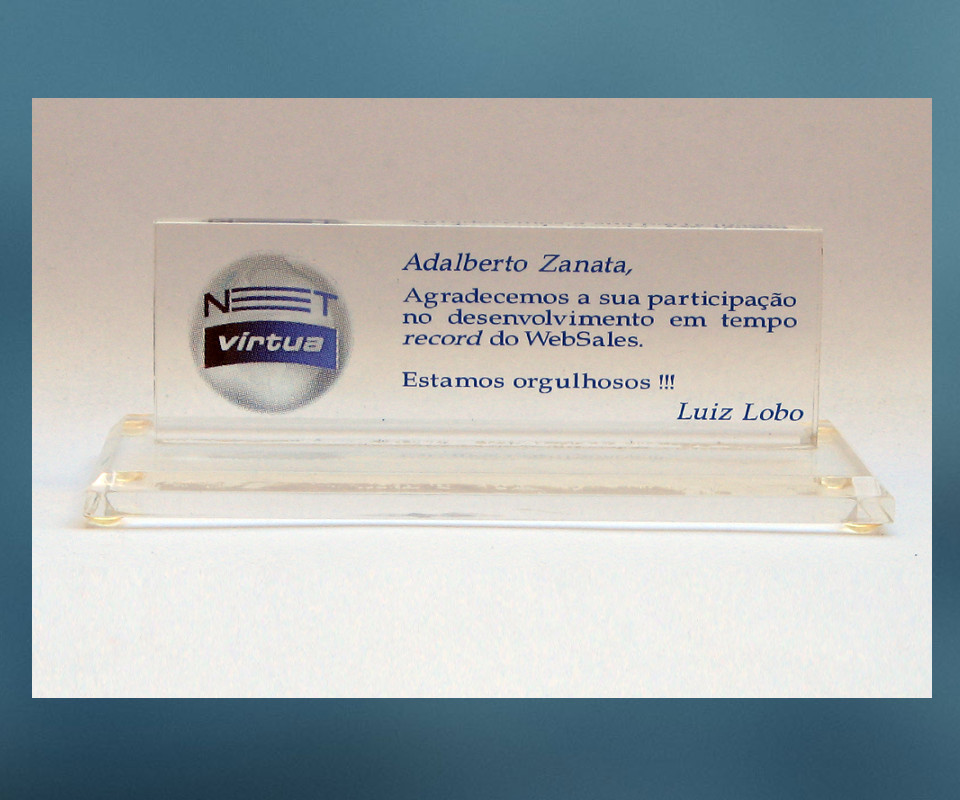 NET
virtua
Adalberto Zanata,
Agradecemos a sua participação
no desenvolvimento em tempo
record do WebSales.
Estamos orgulhosos !!!
Luiz Lobo